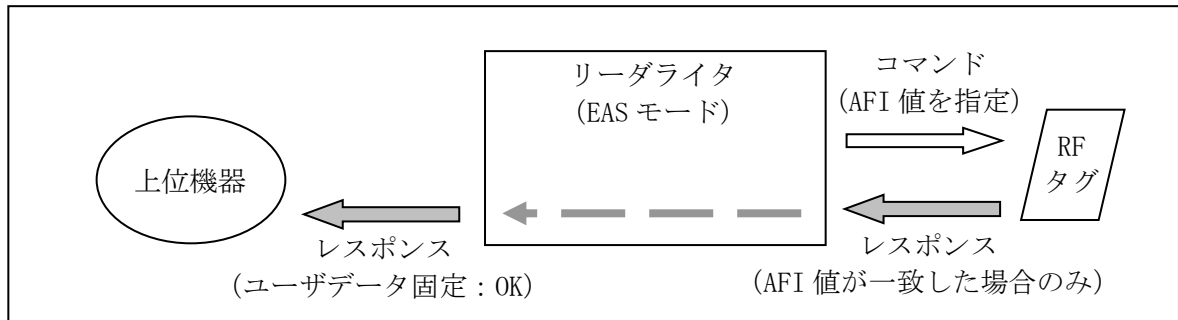 リーダライタ
(EAS モード)
コマンド
(AFI 値を指定)
RF
タグ
上位機器
レスポンス
(ユーザデータ固定：OK)
レスポンス
(AFI 値が一致した場合のみ)